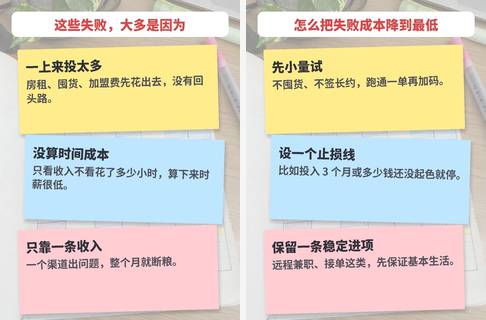 这些失败，大多是因为
一上来投太多
房租、囤货、加盟费先花出去，没有回
头路。
没算时间成本
只看收入不看花了多少小时，算下来时
薪很低。
只靠一条收入
一个渠道出问题，整个月就断粮。
怎么把失败成本降到最低
先小量试
不囤货、不签长约，跑通一单再加码。
设一个止损线
比如投入 3 个月或多少钱还没起色就停。
保留一条稳定进项
远程兼职、接单这类，先保证基本生活。